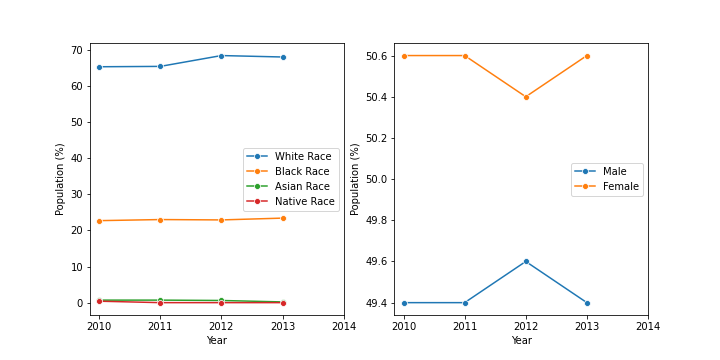 70
60
50
40
30
20
10
0
Population (%)
2010 2011 2012 2013 2014
Year
White Race
Black Race
Asian Race
Native Race
50.6
50.4
50.2
50.0
49.8
49.6
49.4
Population (%)
2010 2011 2012 2013 2014
Year
Male
Female